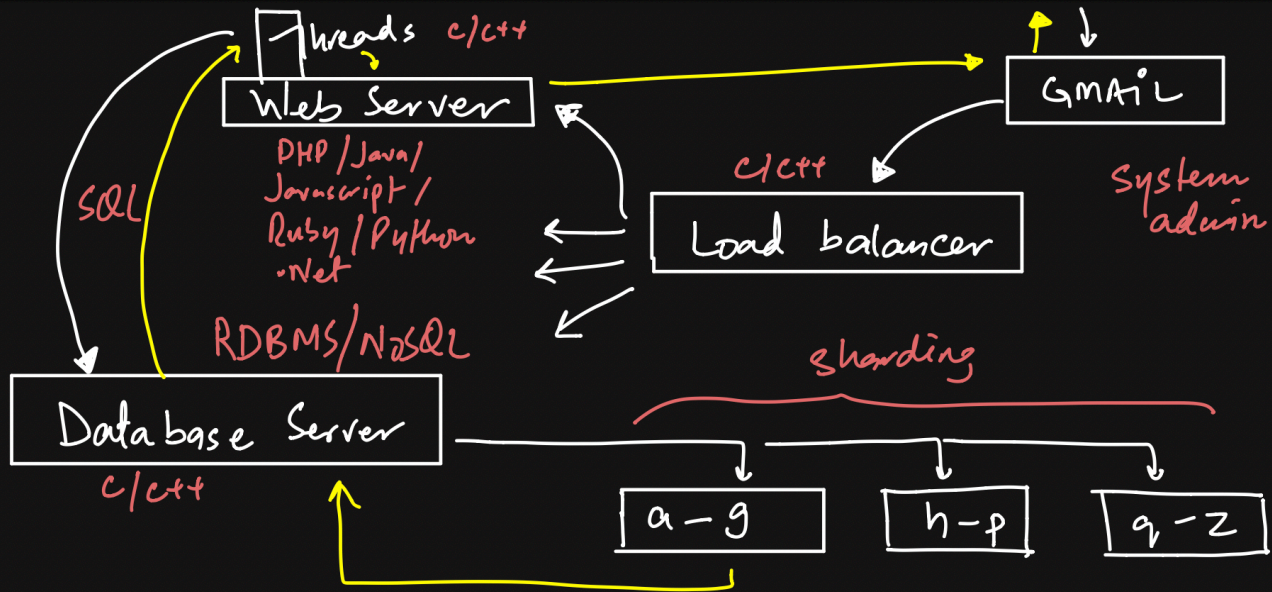 Threads C/C++
Web Server
GMAIL
PHP/Java/
Javascript/
Ruby/Python
.Net
SQL
C/C++
Load balancer
System
admin
RDBMS/NoSQL
Sharding
Database Server
C/C++
a-g
h-p
q-z